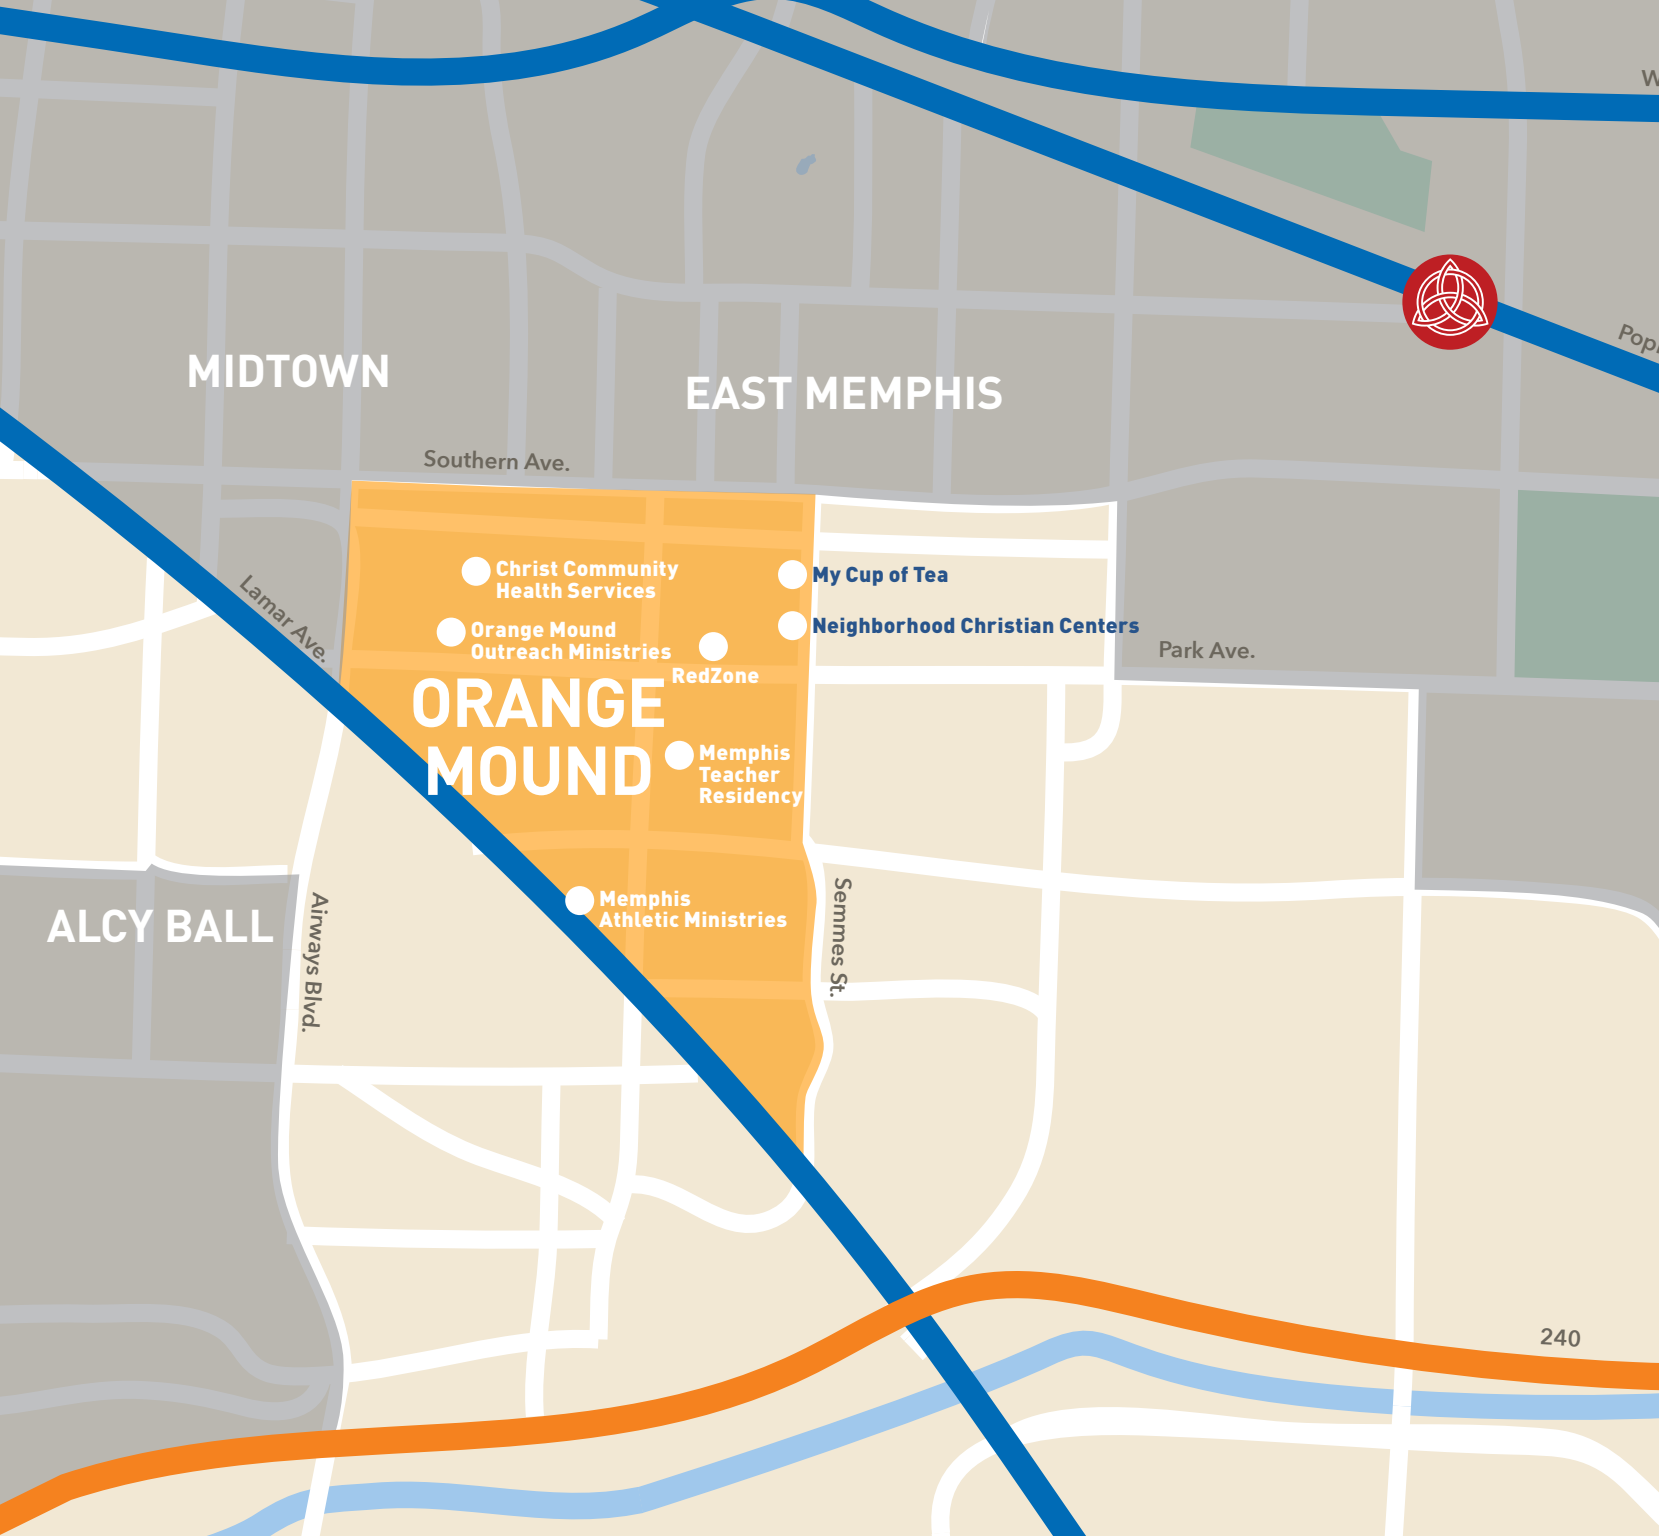 W
Pop
MIDTOWN
EAST MEMPHIS
Southern Ave.
Lamar Ave.
Christ Community
Health Services
My Cup of Tea
Orange Mound
Outreach Ministries
Neighborhood Christian Centers
RedZone
Park Ave.
ORANGE
MOUND
Memphis
Teacher
Residency
Memphis
Athletic Ministries
Semmes St.
Airways Blvd.
ALCY BALL
240